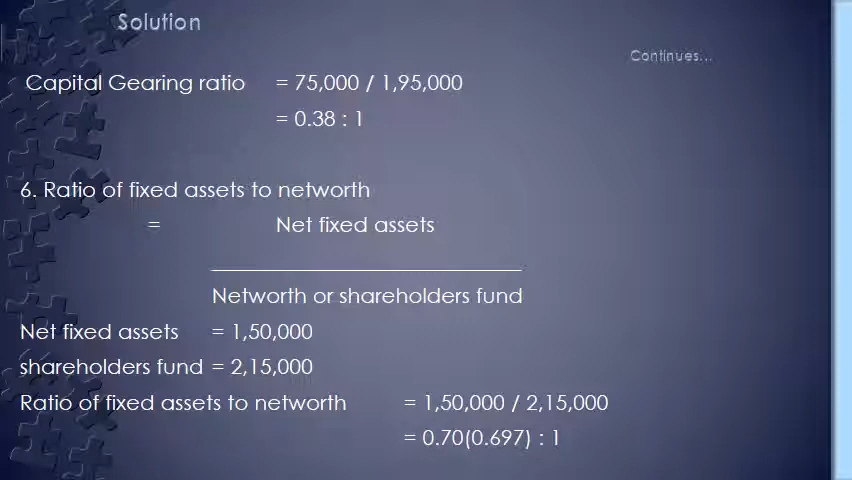 Solution
Continues...
Capital Gearing ratio = 75,000 / 1,95,000
= 0.38 : 1
6. Ratio of fixed assets to networth
= Net fixed assets
Networth or shareholders fund
Net fixed assets = 1,50,000
shareholders fund = 2,15,000
Ratio of fixed assets to networth = 1,50,000 / 2,15,000
= 0.70(0.697) : 1